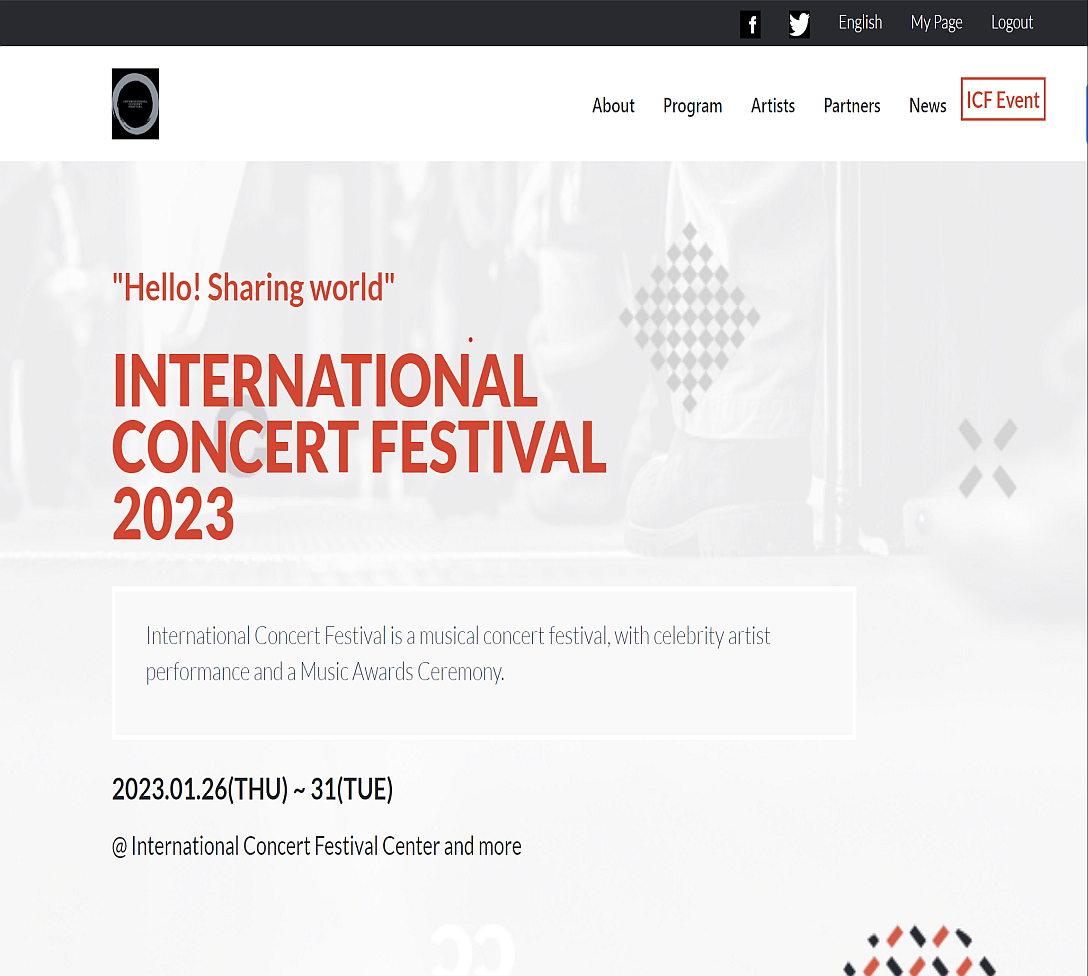 English My Page Logout
About Program Artists Partners News ICF Event
"Hello! Sharing world"
INTERNATIONAL
CONCERT FESTIVAL
2023
International Concert Festival is a musical concert festival, with celebrity artist
performance and a Music Awards Ceremony.
2023.01.26(THU) ~ 31(TUE)
@ International Concert Festival Center and more